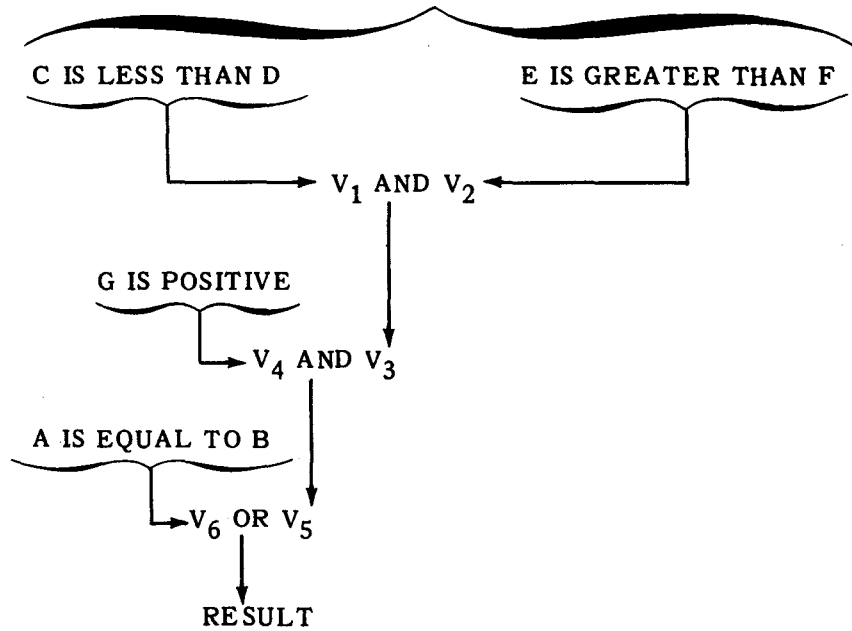 C IS LESS THAN D
E IS GREATER THAN F
V1 AND V2
G IS POSITIVE
V4 AND V3
A IS EQUAL TO B
V6 OR V5
RESULT